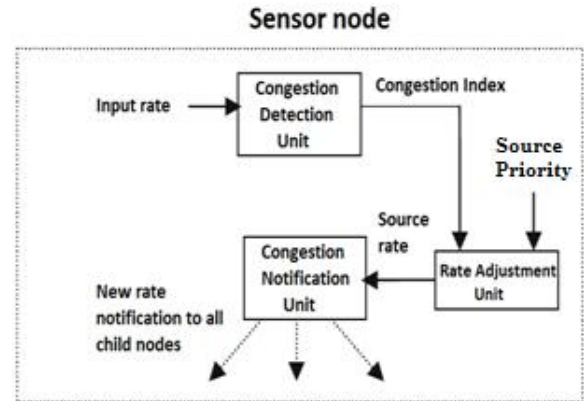 Sensor node
Congestion
Detection
Unit
Input rate
Congestion Index
Source
Priority
Source
rate
Congestion
Notification
Unit
Rate Adjustment
Unit
New rate
notification to all
child nodes